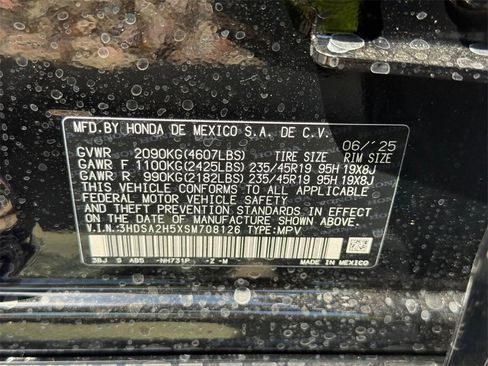 MFD.BY HONDA DE MEXICO S.A. DE C.V. 06/'25
GVWR 2090KG(4607LBS) TIRE SIZE RIM SIZE
GAWR F 1100KG(2425LBS) 235/45R19 95H 19X8J
GAWR R 990KG(2182LBS) 235/45R19 95H 19X8J
THIS VEHICLE CONFORMS TO ALL APPLICABLE
FEDERAL MOTOR VEHICLE SAFETY
AND THEFT PREVENTION STANDARDS IN EFFECT
ON THE DATE OF MANUFACTURE SHOWN ABOVE.
V.I.N.:3HDSA2H5XSM708126 TYPE:MPV
3BJ S AB5 -NH731P -Z-M MADE IN MEXICO